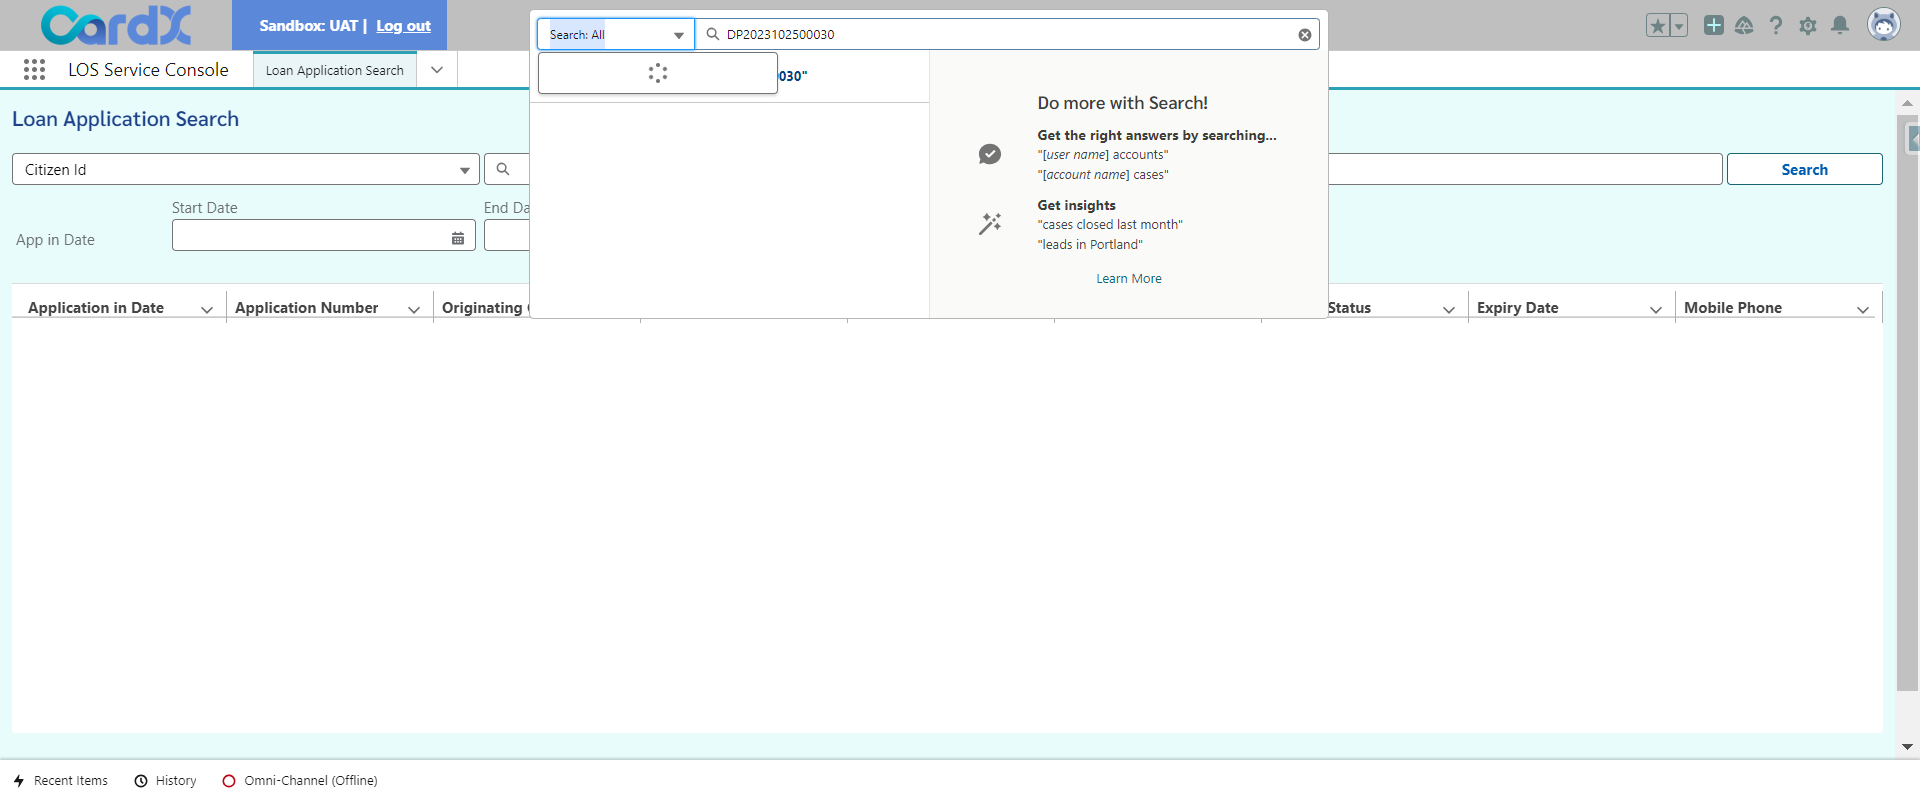 CardX
Sandbox: UAT | Log out
Search: All
DP2023102500030
LOS Service Console
Loan Application Search
030"
Loan Application Search
Do more with Search!
Get the right answers by searching...
"[user name] accounts"
"[account name] cases"
Get insights
"cases closed last month"
"leads in Portland"
Learn More
Citizen Id
Search
Start Date
End Da
App in Date
Application in Date
Application Number
Originating
Status
Expiry Date
Mobile Phone
Recent Items
History
Omni-Channel (Offline)